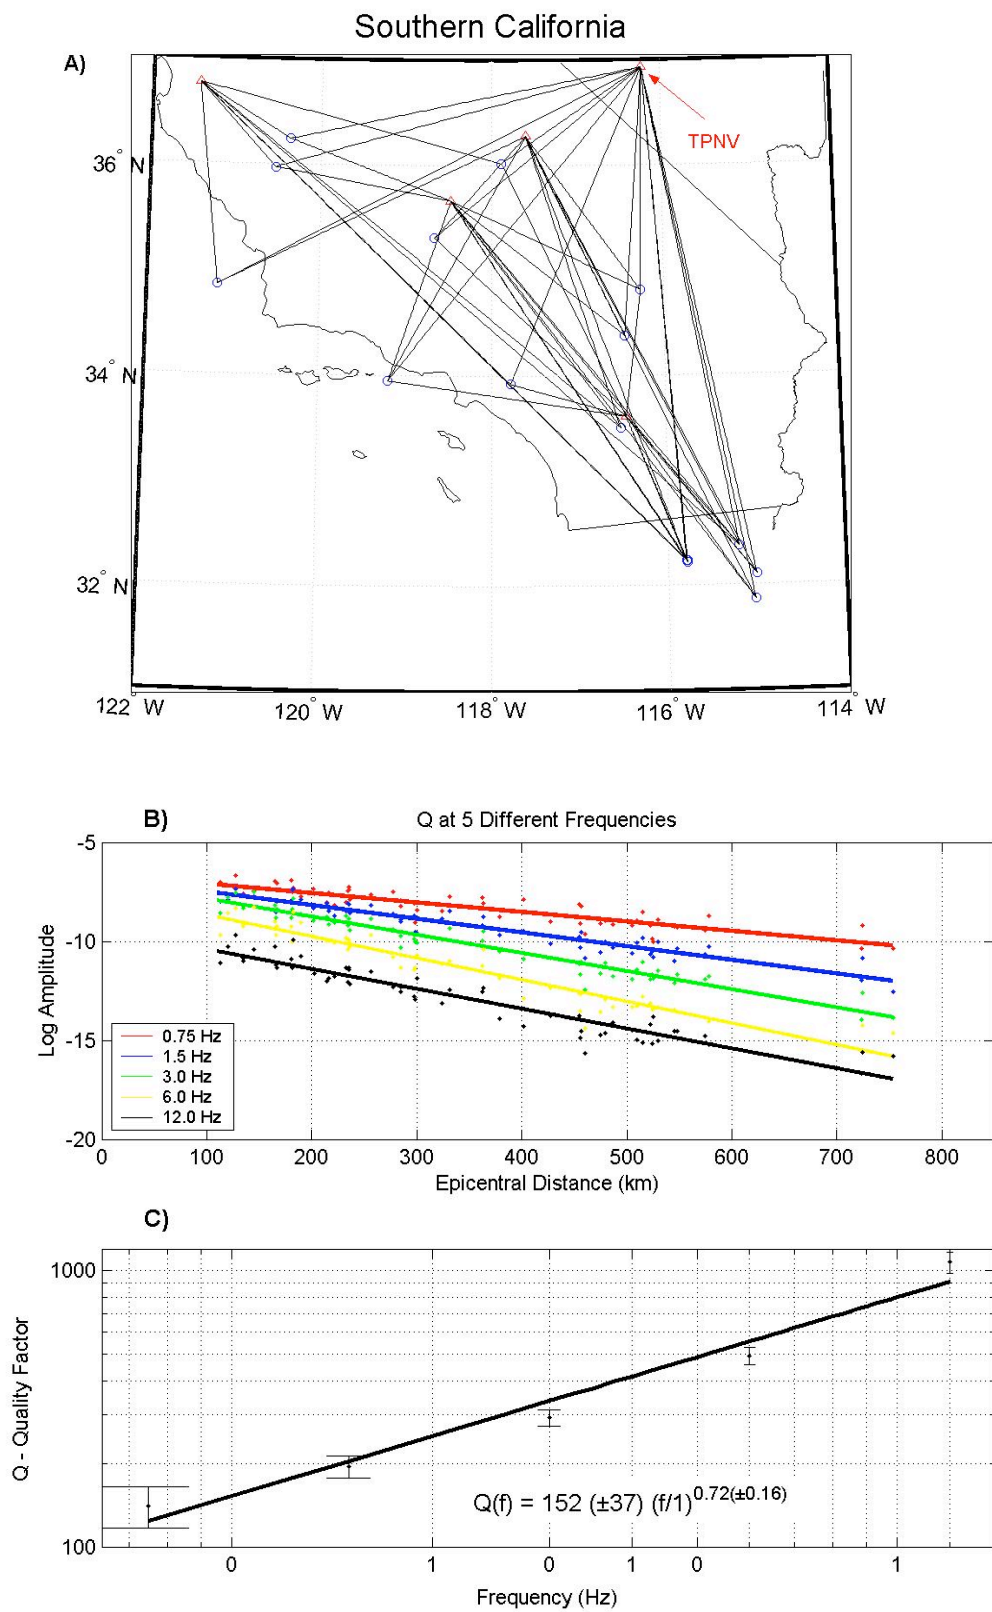 Southern California
A)
TPNV
36° N
34° N
32° N
122° W 120° W 118° W 116° W 114° W
B)
Q at 5 Different Frequencies
-5
-10
-15
-20
Log Amplitude
0.75 Hz
1.5 Hz
3.0 Hz
6.0 Hz
12.0 Hz
0 100 200 300 400 500 600 700 800
Epicentral Distance (km)
C)
1000
100
Q - Quality Factor
Q(f) = 152 (±37) (f/1)^0.72(±0.16)
0 1 0 1 0 1
Frequency (Hz)